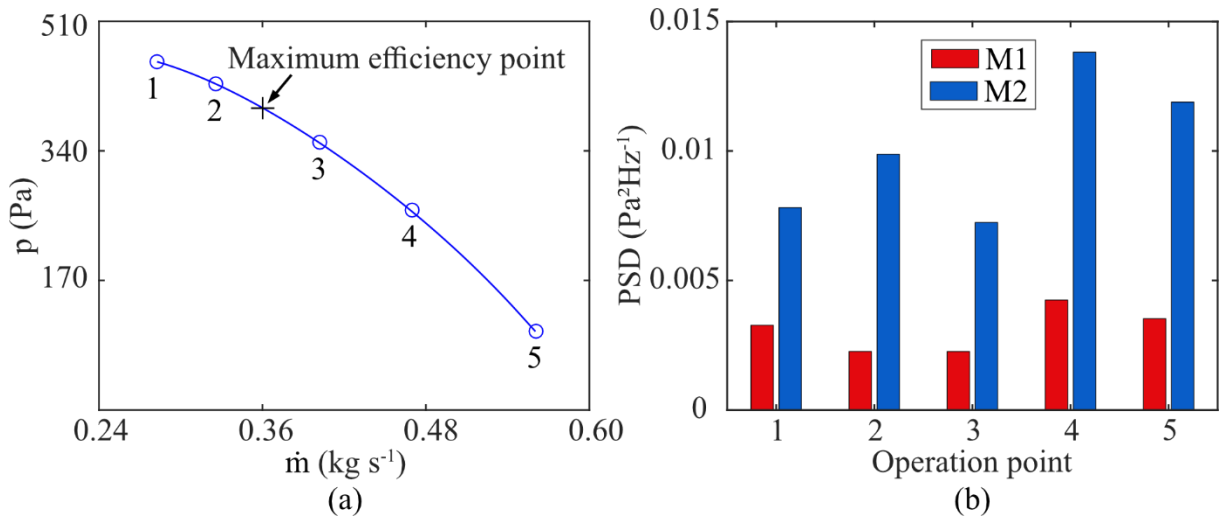 510
340
170
p (Pa)
Maximum efficiency point
1
2
3
4
5
0.24
0.36
0.48
0.60
ṁ (kg s⁻¹)
(a)
0.015
0.01
0.005
0
PSD (Pa²Hz⁻¹)
M1
M2
1
2
3
4
5
Operation point
(b)